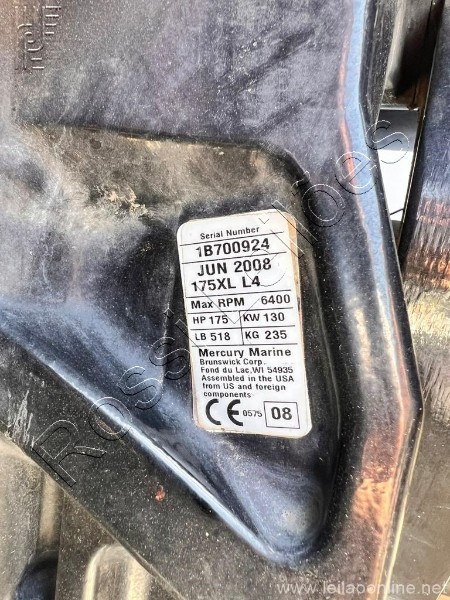 Serial Number
1B700924
JUN 2008
175XL L4
Max RPM 6400
HP 175 KW 130
LB 518 KG 235
Mercury Marine
Brunswick Corp.
Fond du Lac, WI 54935
Assembled in the USA
from US and foreign
components
CE 0575 08
www.leilaoonline.net